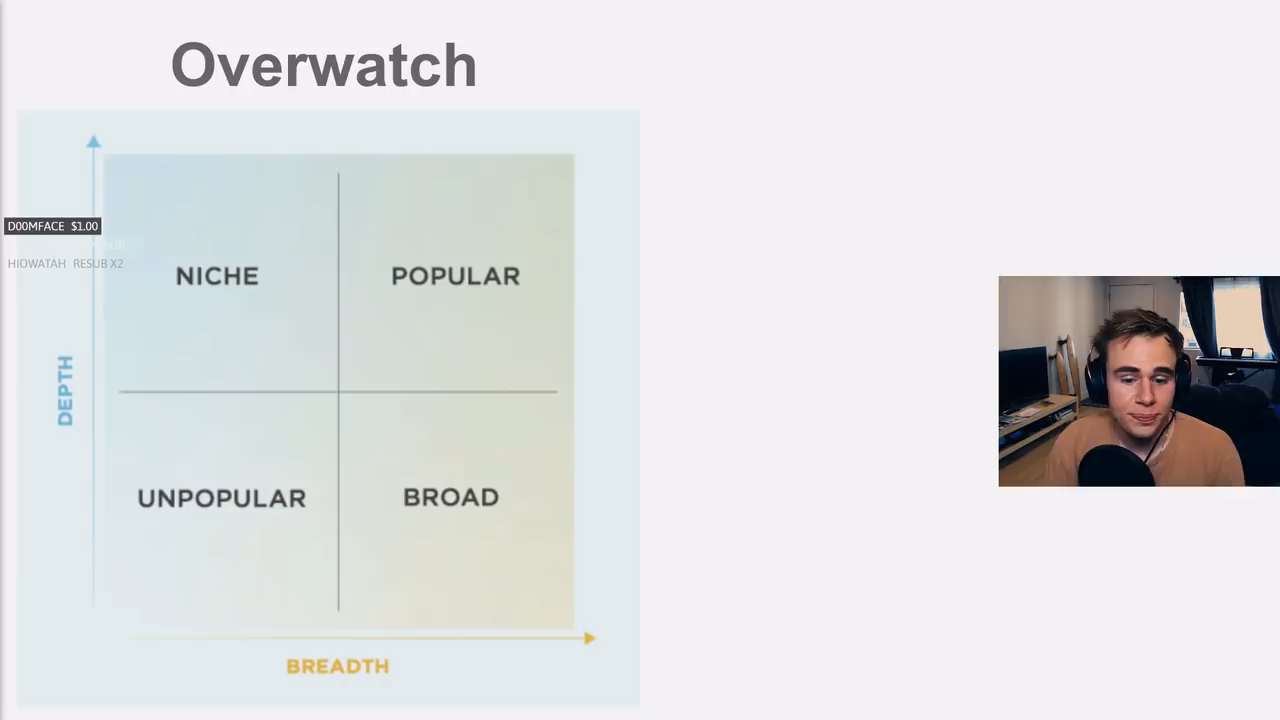 Overwatch
D00MFACE $1.00
HIOWATAH RESUB X2
NICHE
POPULAR
DEPTH
UNPOPULAR
BROAD
BREADTH